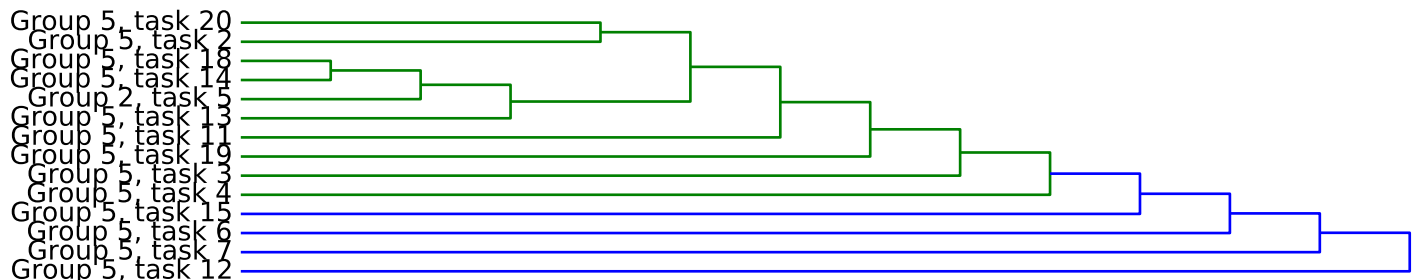 Group 5, task 20
Group 5, task 2
Group 5, task 18
Group 5, task 14
Group 2, task 5
Group 5, task 13
Group 5, task 11
Group 5, task 19
Group 5, task 3
Group 5, task 4
Group 5, task 15
Group 5, task 6
Group 5, task 7
Group 5, task 12